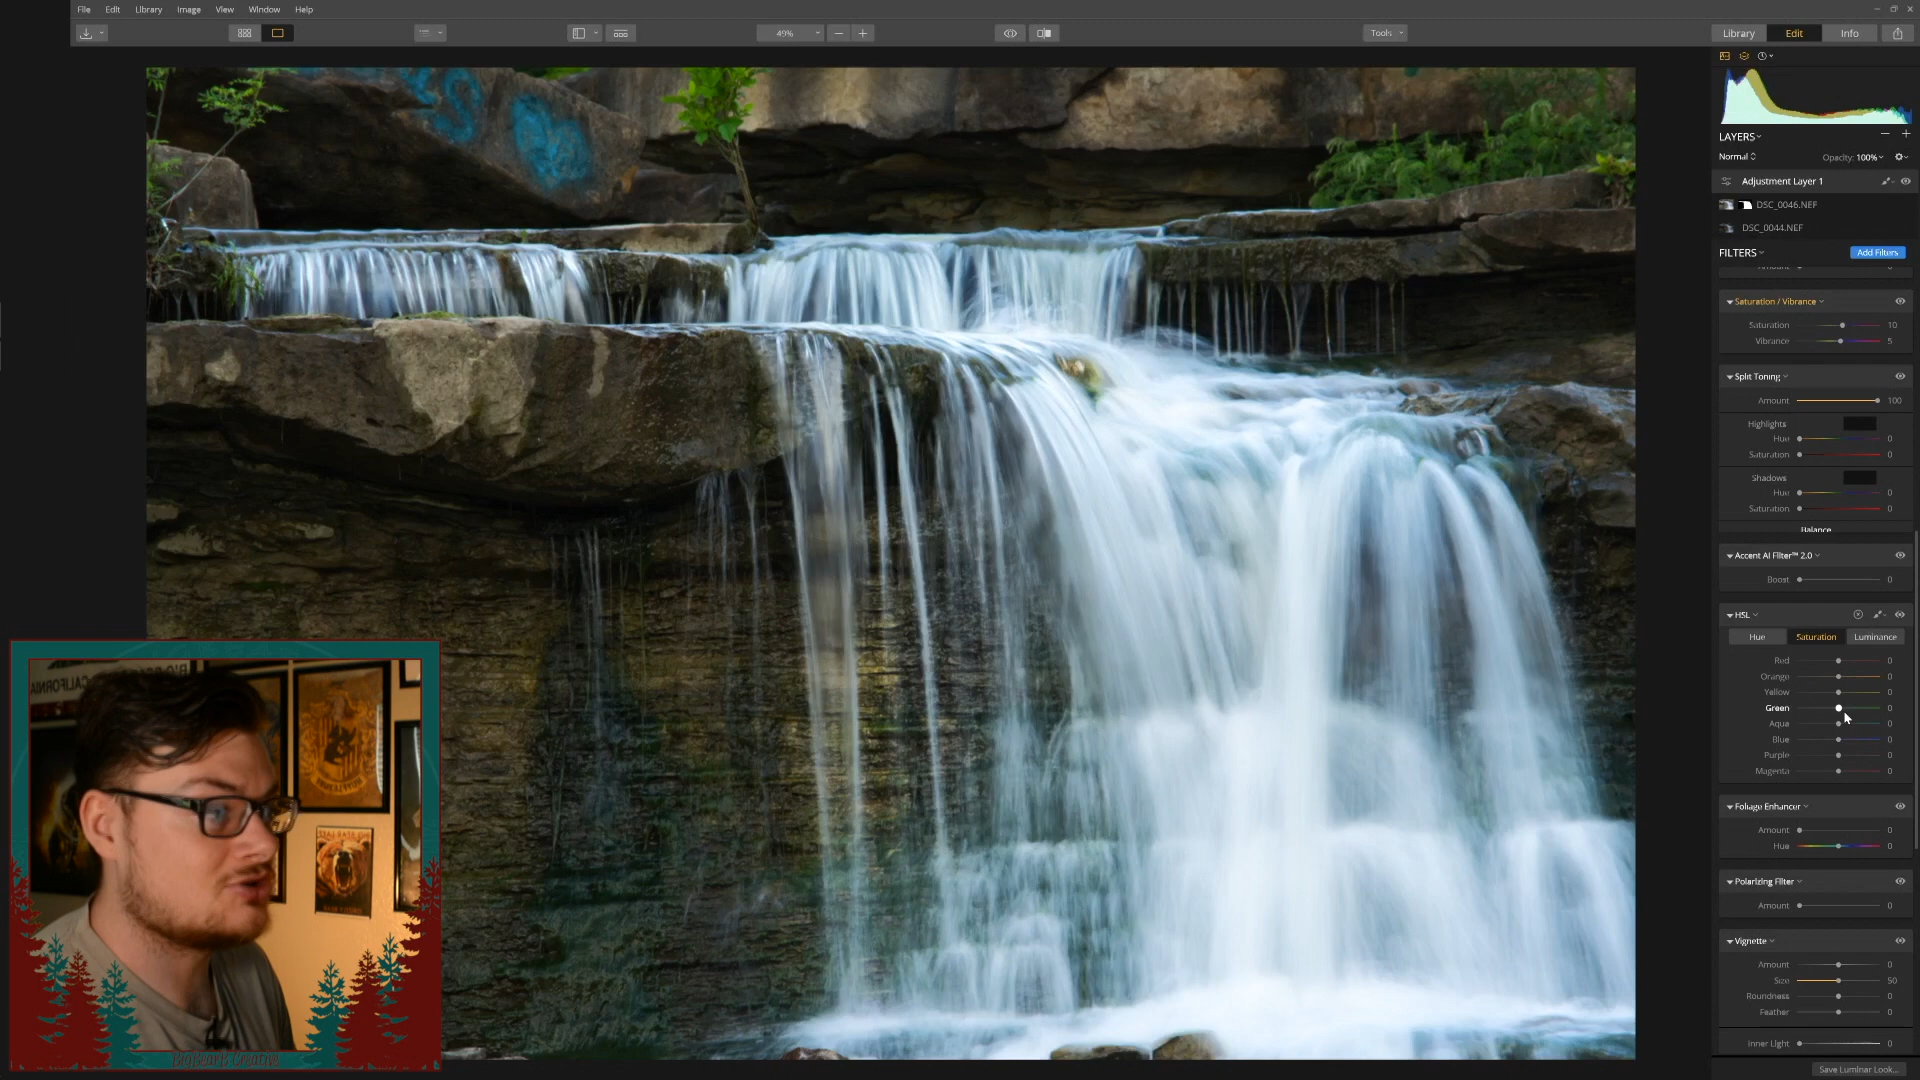 File Edit Library Image View Window Help
49% Tools Library Edit Info
LAYERS
Normal Opacity: 100%
Adjustment Layer 1
DSC_0046.NEF
DSC_0044.NEF
FILTERS Add Filters
Amount 0
Saturation / Vibrance
Saturation 10
Vibrance 5
Split Toning
Amount 100
Highlights
Hue 0
Saturation 0
Shadows
Hue 0
Saturation 0
Balance
Accent AI Filter™ 2.0
Boost 0
HSL
Hue Saturation Luminance
Red 0
Orange 0
Yellow 0
Green 0
Aqua 0
Blue 0
Purple 0
Magenta 0
Foliage Enhancer
Amount 0
Hue 0
Polarizing Filter
Amount 0
Vignette
Amount 0
Size 50
Roundness 0
Feather 0
Inner Light 0
Save Luminar Look...